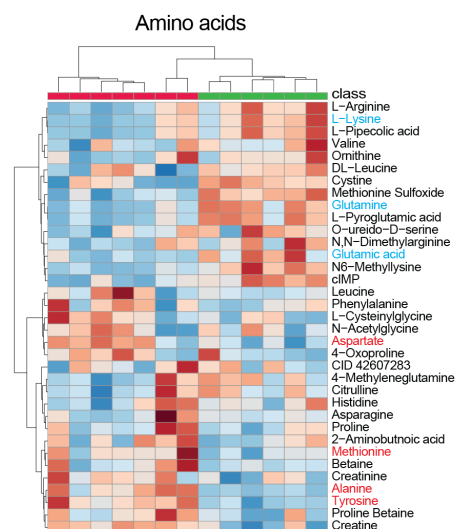 Amino acids
class
L-Arginine
L-Lysine
L-Pipecolic acid
Valine
Ornithine
DL-Leucine
Cystine
Methionine Sulfoxide
Glutamine
L-Pyroglutamic acid
O-ureido-D-serine
N,N-Dimethylarginine
Glutamic acid
N6-Methyllysine
cIMP
Leucine
Phenylalanine
L-Cysteinylglycine
N-Acetylglycine
Aspartate
4-Oxoproline
CID 42607283
4-Methyleneglutamine
Citrulline
Histidine
Asparagine
Proline
2-Aminobutnoic acid
Methionine
Betaine
Creatinine
Alanine
Tyrosine
Proline Betaine
Creatine